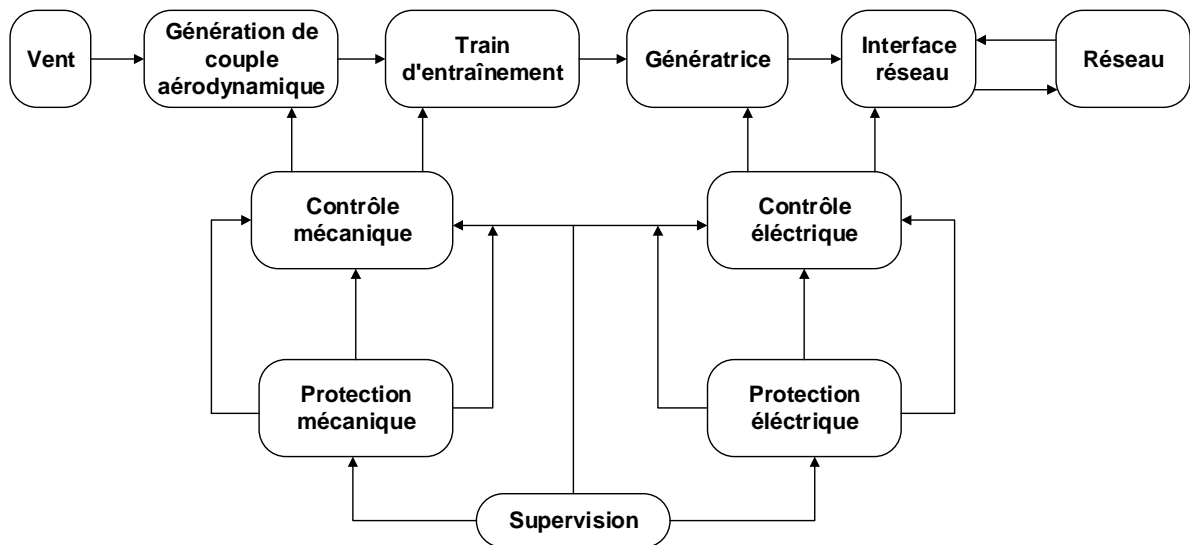 Vent
Génération de
couple
aérodynamique
Train
d'entraînement
Génératrice
Interface
réseau
Réseau
Contrôle
mécanique
Contrôle
éléctrique
Protection
mécanique
Protection
éléctrique
Supervision